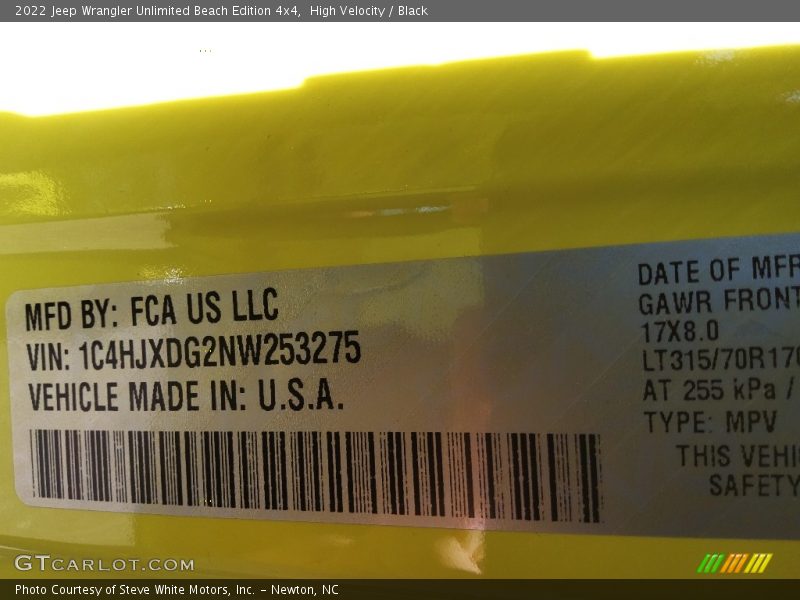 2022 Jeep Wrangler Unlimited Beach Edition 4x4,  High Velocity / Black
MFD BY: FCA US LLC
VIN: 1C4HJXDG2NW253275
VEHICLE MADE IN: U.S.A.
DATE OF MFR
GAWR FRONT
17X8.0
LT315/70R17
AT 255 kPa /
TYPE: MPV
THIS VEHI
SAFETY
GTCARLOT.COM
Photo Courtesy of Steve White Motors, Inc. – Newton, NC